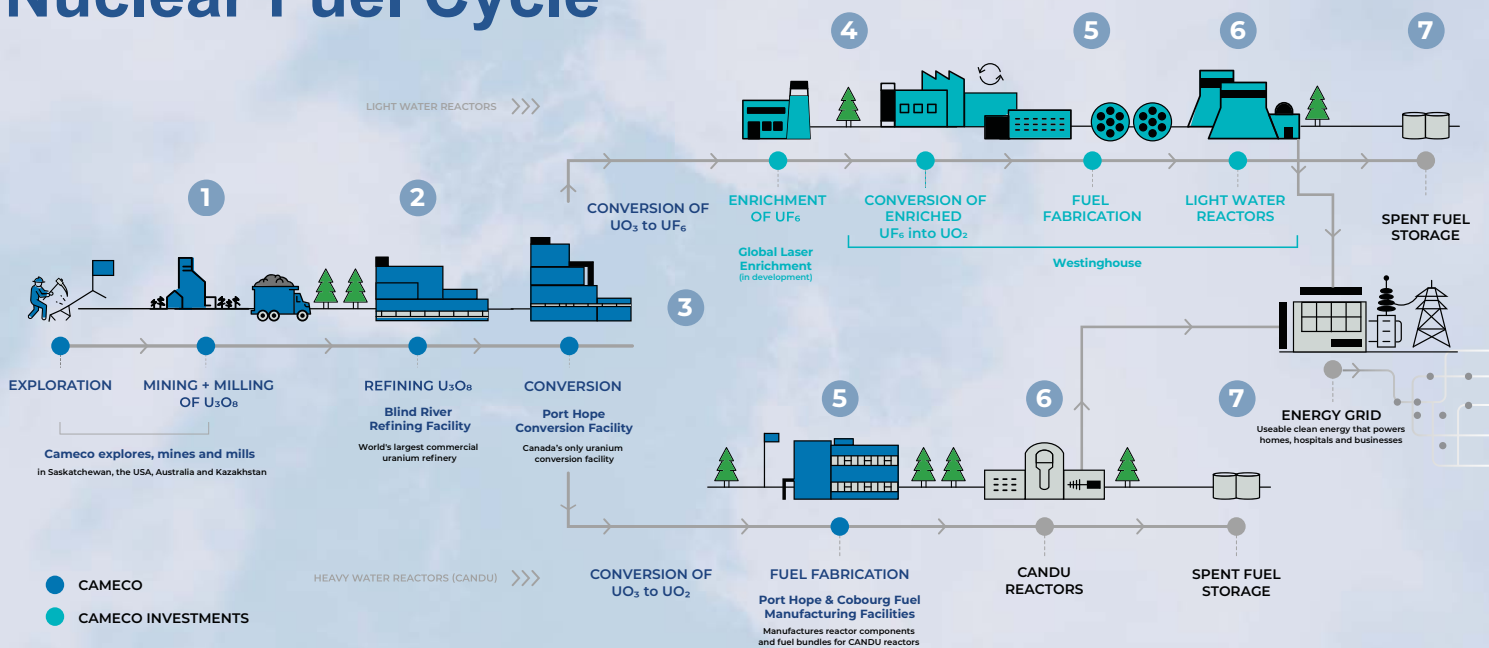 Nuclear Fuel Cycle
4
5
6
7
LIGHT WATER REACTORS
1
2
CONVERSION OF
UO₃ to UF₆
ENRICHMENT
OF UF₆
Global Laser
Enrichment
(in development)
CONVERSION OF
ENRICHED
UF₆ into UO₂
FUEL
FABRICATION
LIGHT WATER
REACTORS
Westinghouse
SPENT FUEL
STORAGE
3
EXPLORATION
MINING + MILLING
OF U₃O₈
Cameco explores, mines and mills
in Saskatchewan, the USA, Australia and Kazakhstan
REFINING U₃O₈
Blind River
Refining Facility
World's largest commercial
uranium refinery
CONVERSION
Port Hope
Conversion Facility
Canada's only uranium
conversion facility
5
6
7
ENERGY GRID
Useable clean energy that powers
homes, hospitals and businesses
HEAVY WATER REACTORS (CANDU)
CONVERSION OF
UO₃ to UO₂
FUEL FABRICATION
Port Hope & Cobourg Fuel
Manufacturing Facilities
Manufactures reactor components
and fuel bundles for CANDU reactors
CANDU
REACTORS
SPENT FUEL
STORAGE
CAMECO
CAMECO INVESTMENTS